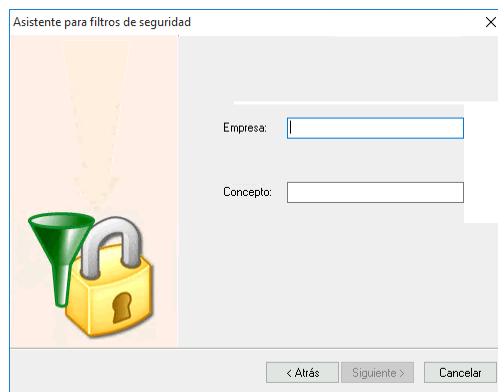 Asistente para filtros de seguridad
Empresa:
Concepto:
< Atrás
Siguiente >
Cancelar